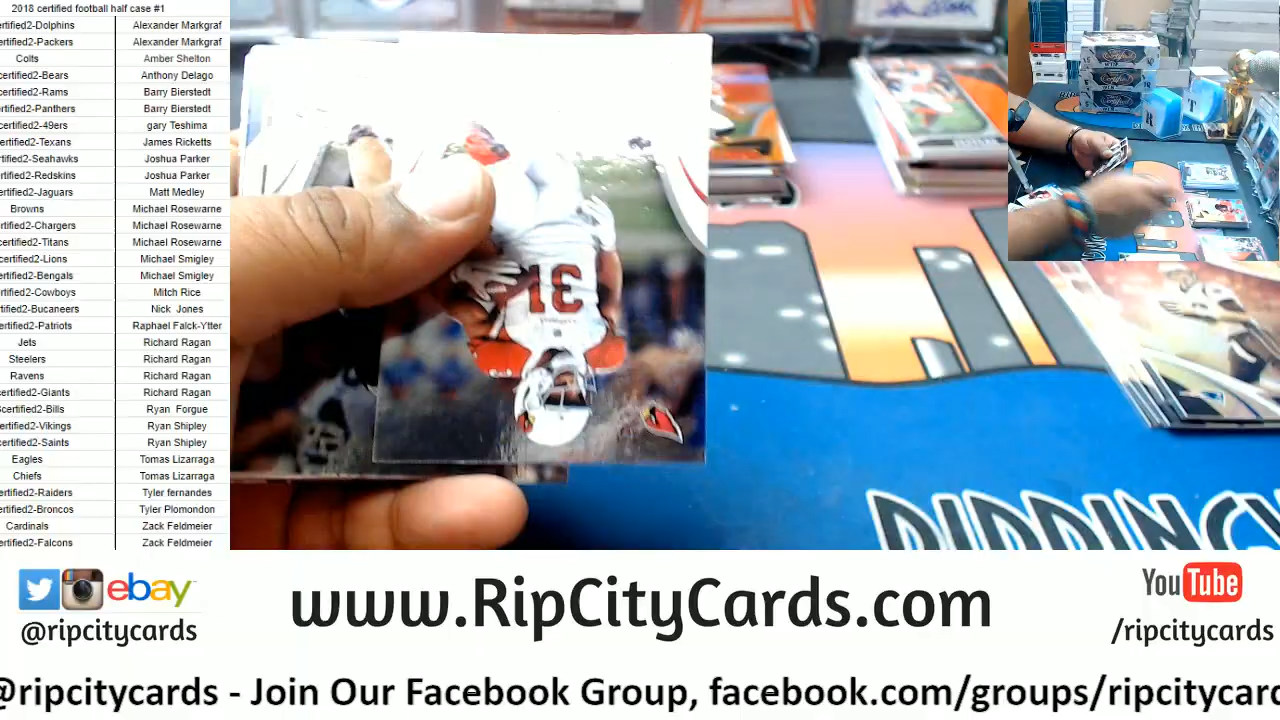 2018 certified football half case #1
ertified2-Dolphins Alexander Markgraf
ertified2-Packers Alexander Markgraf
Colts Amber Shelton
certified2-Bears Anthony Delago
ertified2-Rams Barry Bierstedt
ertified2-Panthers Barry Bierstedt
certified2-49ers gary Teshima
ertified2-Texans James Ricketts
rtified2-Seahawks Joshua Parker
rtified2-Redskins Joshua Parker
ertified2-Jaguars Matt Medley
Browns Michael Rosewarne
ertified2-Chargers Michael Rosewarne
certified2-Titans Michael Rosewarne
ertified2-Lions Michael Smigley
ertified2-Bengals Michael Smigley
rtified2-Cowboys Mitch Rice
rtified2-Bucaneers Nick Jones
ertified2-Patriots Raphael Falck-Ytter
Jets Richard Ragan
Steelers Richard Ragan
Ravens Richard Ragan
certified2-Giants Richard Ragan
certified2-Bills Ryan Forgue
ertified2-Vikings Ryan Shipley
ertified2-Saints Ryan Shipley
Eagles Tomas Lizarraga
Chiefs Tomas Lizarraga
ertified2-Raiders Tyler fernandes
ertified2-Broncos Tyler Plomondon
Cardinals Zack Feldmeier
ertified2-Falcons Zack Feldmeier
31
ebay
@ripcitycards
www.RipCityCards.com
YouTube
/ripcitycards
@ripcitycards - Join Our Facebook Group, facebook.com/groups/ripcitycard